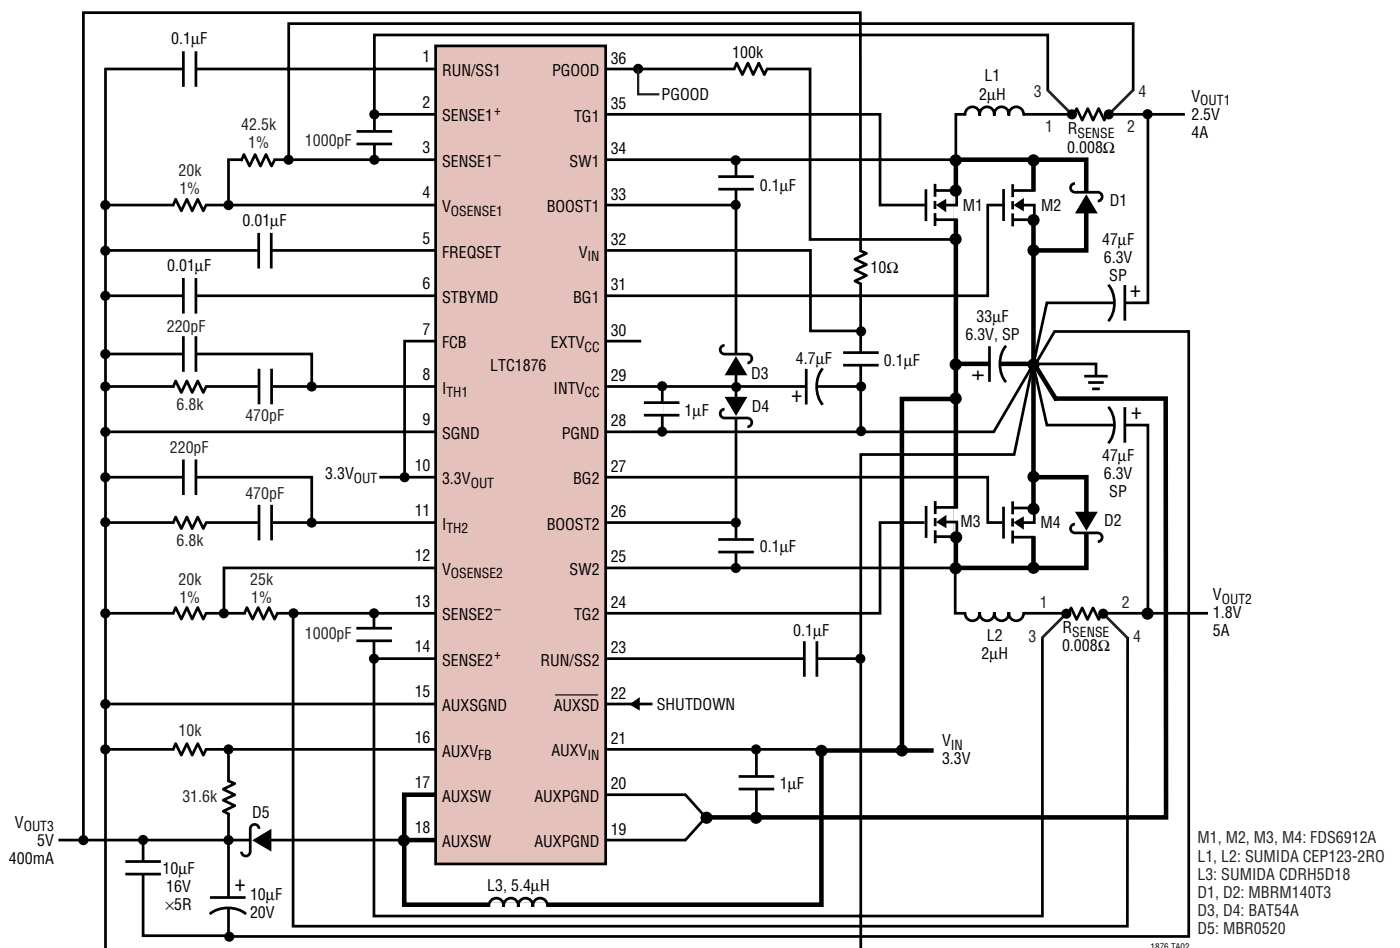 0.1µF
1
RUN/SS1
PGOOD
36
100k
PGOOD
L1
2µH
3
4
VOUT1
2.5V
4A
2
SENSE1+
TG1
35
1
RSENSE
0.008Ω
2
42.5k
1%
1000pF
3
SENSE1−
SW1
34
20k
1%
0.1µF
4
VOSENSE1
BOOST1
33
M1
M2
D1
0.01µF
5
FREQSET
VIN
32
10Ω
47µF
6.3V
SP
+
0.01µF
6
STBYMD
BG1
31
220pF
7
FCB
EXTVCC
30
33µF
6.3V, SP
+
LTC1876
D3
4.7µF
+
0.1µF
8
ITH1
INTVCC
29
6.8k
470pF
1µF
D4
9
SGND
PGND
28
+
47µF
6.3V
SP
220pF
3.3VOUT
10
3.3VOUT
BG2
27
470pF
11
ITH2
BOOST2
26
M3
M4
D2
6.8k
0.1µF
12
VOSENSE2
SW2
25
20k
1%
25k
1%
13
SENSE2−
TG2
24
1
RSENSE
0.008Ω
2
VOUT2
1.8V
5A
L2
2µH
3
4
1000pF
0.1µF
14
SENSE2+
RUN/SS2
23
15
AUXSGND
AUXSD
22
SHUTDOWN
10k
16
AUXVFB
AUXVIN
21
VIN
3.3V
31.6k
1µF
17
AUXSW
AUXPGND
20
D5
VOUT3
5V
400mA
18
AUXSW
AUXPGND
19
10µF
16V
×5R
+
10µF
20V
L3, 5.4µH
M1, M2, M3, M4: FDS6912A
L1, L2: SUMIDA CEP123-2RO
L3: SUMIDA CDRH5D18
D1, D2: MBRM140T3
D3, D4: BAT54A
D5: MBR0520
1876 TA02